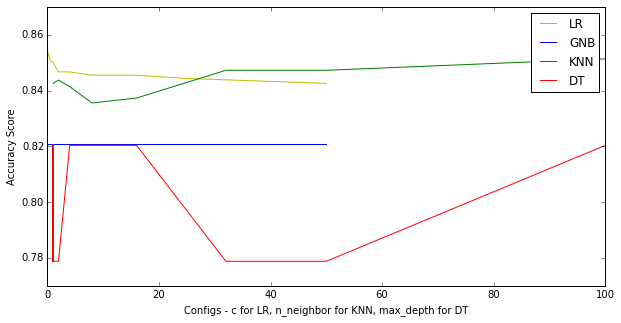 0.86
0.84
0.82
0.80
0.78
Accuracy Score
0
20
40
60
80
100
Configs - c for LR, n_neighbor for KNN, max_depth for DT
LR
GNB
KNN
DT